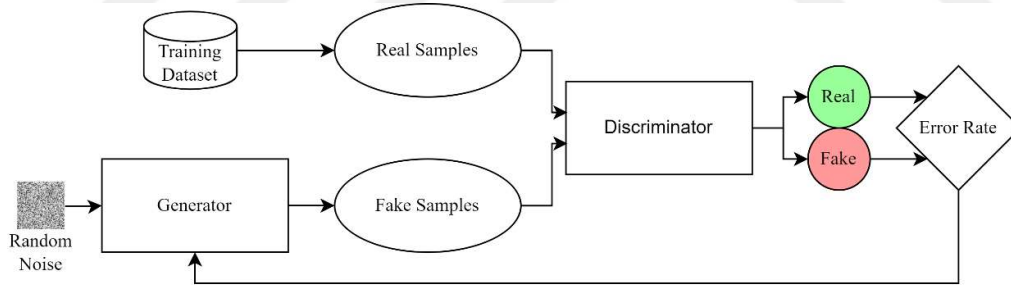 Training
Dataset
Real Samples
Discriminator
Real
Fake
Error Rate
Generator
Fake Samples
Random
Noise